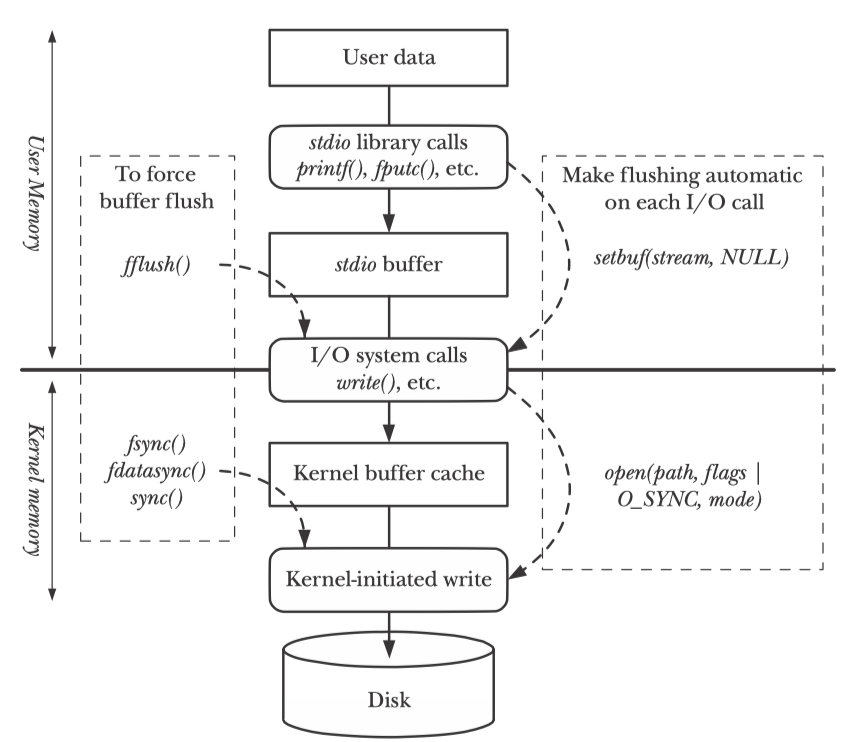 User data
stdio library calls
printf(), fputc(), etc.
User Memory
To force
buffer flush
fflush()
stdio buffer
Make flushing automatic
on each I/O call
setbuf(stream, NULL)
I/O system calls
write(), etc.
Kernel memory
fsync()
fdatasync()
sync()
Kernel buffer cache
open(path, flags |
O_SYNC, mode)
Kernel-initiated write
Disk